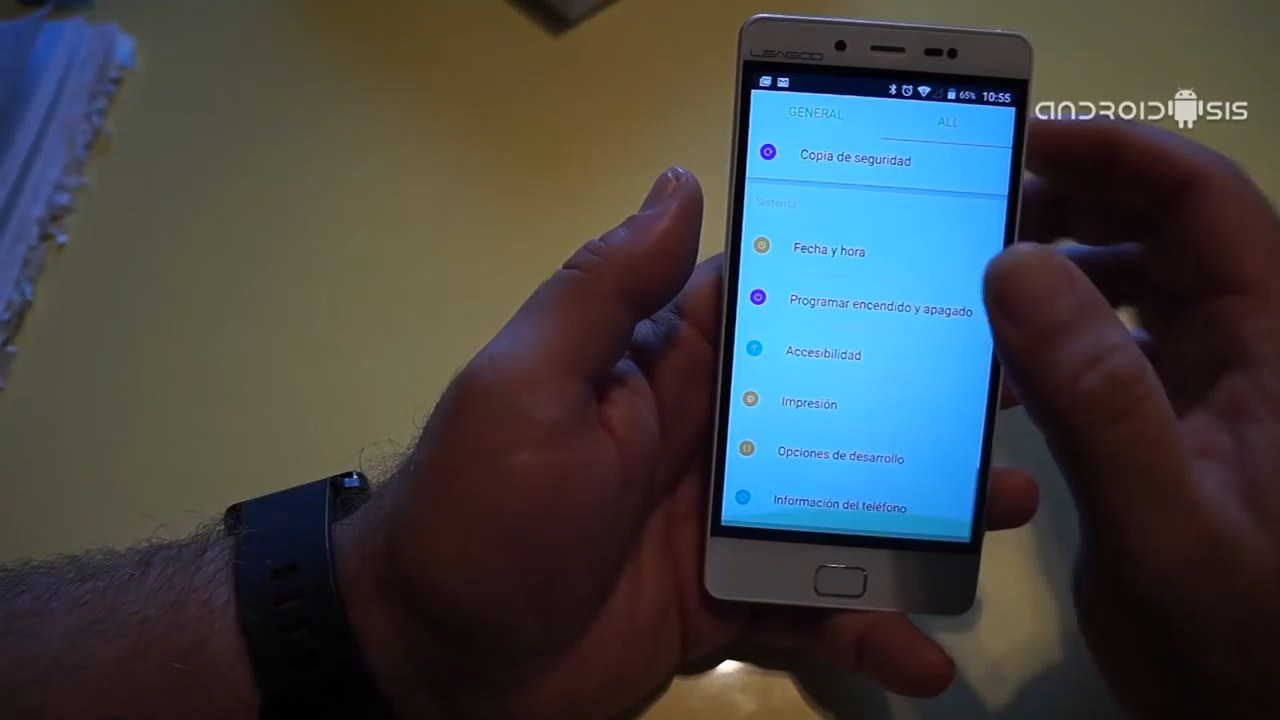 LEAGOO
65% 10:55
ANDROIDSIS
GENERAL ALL
Copia de seguridad
Sistema
Fecha y hora
Programar encendido y apagado
Accesibilidad
Impresión
Opciones de desarrollo
Información del teléfono